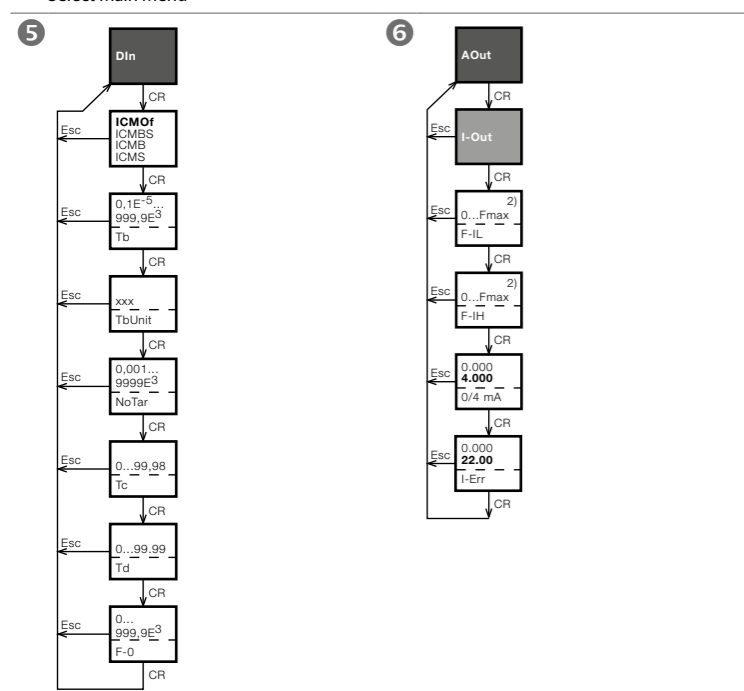 Select main menu
5
DIn
CR
Esc
ICMOf
ICMBS
ICMB
ICMS
CR
Esc
0,1E-5...
999,9E3
Tb
CR
Esc
xxx
TbUnit
CR
Esc
0,001...
9999E3
NoTar
CR
Esc
0...99,98
Tc
CR
Esc
0...99.99
Td
CR
Esc
0...
999,9E3
F-0
CR
6
AOut
CR
Esc
I-Out
CR
Esc
2)
0...Fmax
F-IL
CR
Esc
2)
0...Fmax
F-IH
CR
Esc
0.000
4.000
0/4 mA
CR
Esc
0.000
22.00
I-Err
CR